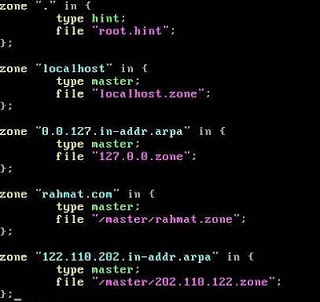 zone "." in {
type hint;
file "root.hint";
};
zone "localhost" in {
type master;
file "localhost.zone";
};
zone "0.0.127.in-addr.arpa" in {
type master;
file "127.0.0.zone";
};
zone "rahmat.com" in {
type master;
file "/master/rahmat.zone";
};
zone "122.110.202.in-addr.arpa" in {
type master;
file "/master/202.110.122.zone";
};